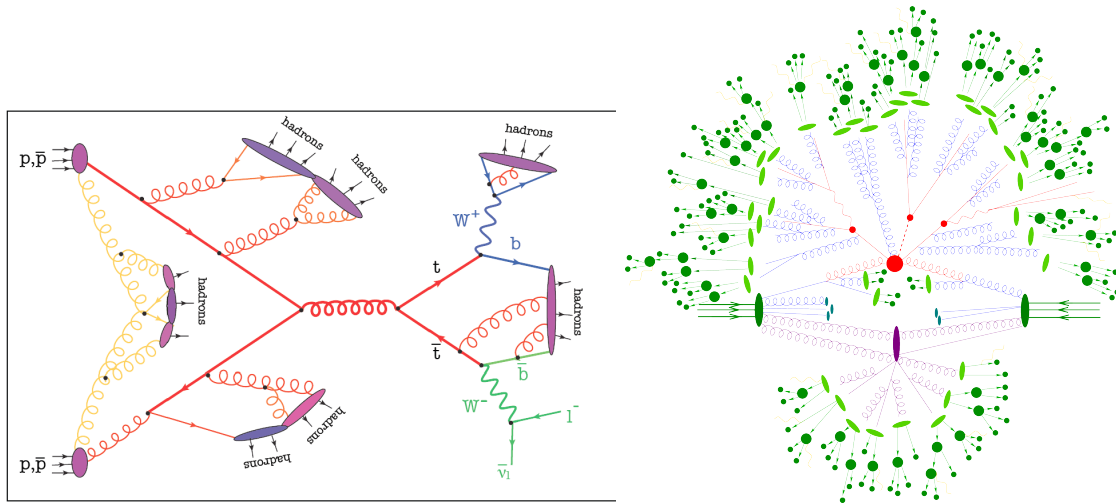 hadrons
hadrons
hadrons
p,p̄
W⁺
b
t
hadrons
hadrons
t̄
b̄
W⁻
l⁻
hadrons
p,p̄
hadrons
ν̄ₗ